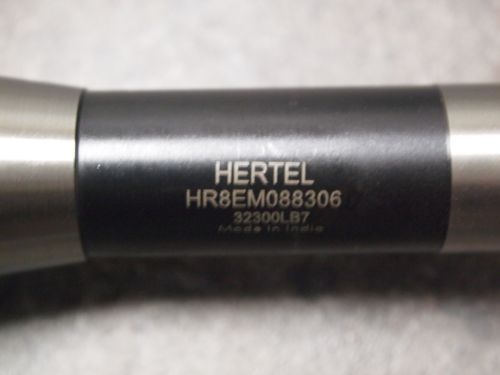 HERTEL
HR8EM088306
32300LB7
Made in India